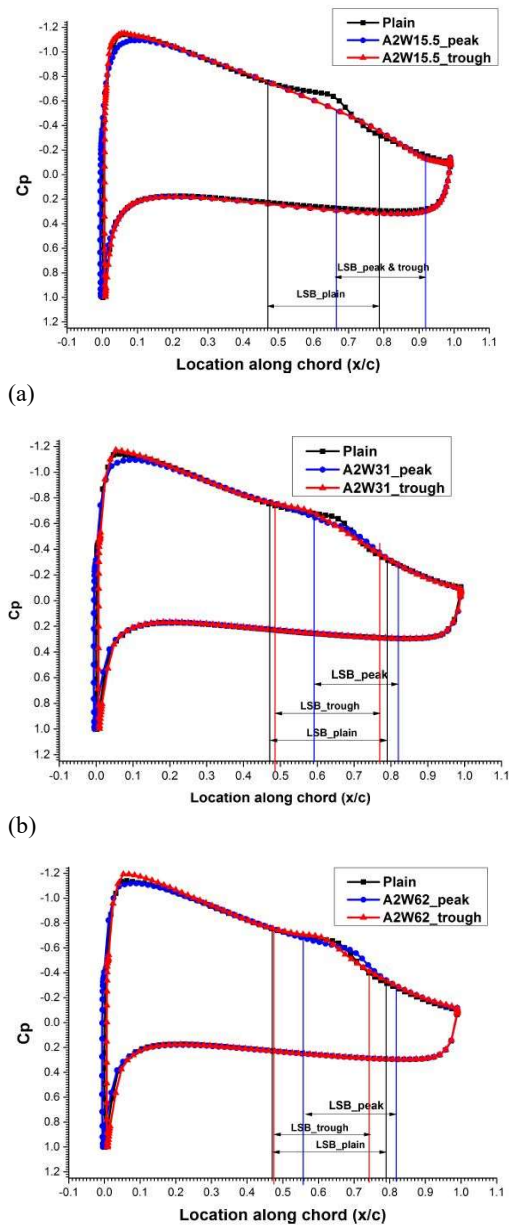 -1.2
-1.0
-0.8
-0.6
-0.4
-0.2
0.0
0.2
0.4
0.6
0.8
1.0
1.2
Cp
Plain
A2W15.5_peak
A2W15.5_trough
LSB_peak & trough
LSB_plain
-0.1 0.0 0.1 0.2 0.3 0.4 0.5 0.6 0.7 0.8 0.9 1.0 1.1
Location along chord (x/c)
(a)
-1.2
-1.0
-0.8
-0.6
-0.4
-0.2
0.0
0.2
0.4
0.6
0.8
1.0
1.2
Cp
Plain
A2W31_peak
A2W31_trough
LSB_peak
LSB_trough
LSB_plain
-0.1 0.0 0.1 0.2 0.3 0.4 0.5 0.6 0.7 0.8 0.9 1.0 1.1
Location along chord (x/c)
(b)
-1.2
-1.0
-0.8
-0.6
-0.4
-0.2
0.0
0.2
0.4
0.6
0.8
1.0
1.2
Cp
Plain
A2W62_peak
A2W62_trough
LSB_peak
LSB_trough
LSB_plain
-0.1 0.0 0.1 0.2 0.3 0.4 0.5 0.6 0.7 0.8 0.9 1.0 1.1
Location along chord (x/c)